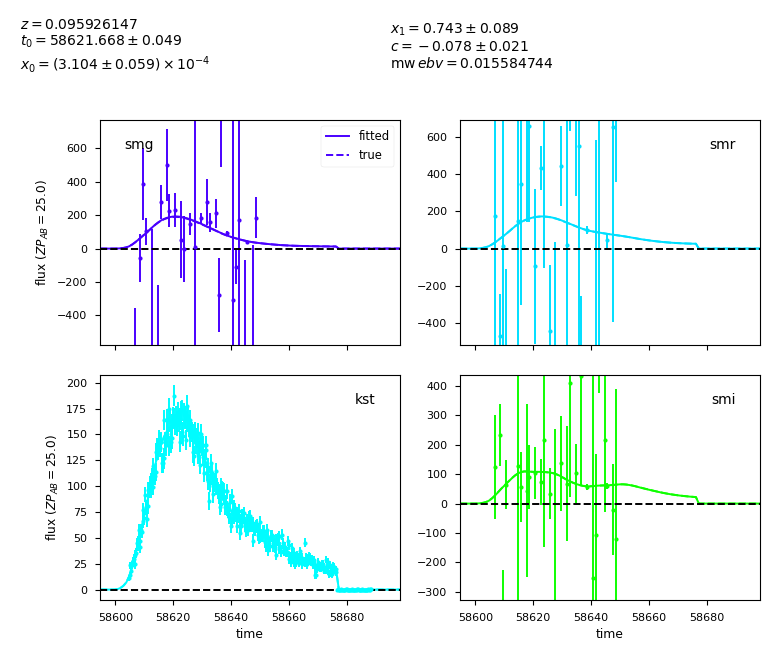 z = 0.095926147
t₀ = 58621.668 ± 0.049
x₀ = (3.104 ± 0.059) × 10⁻⁴
x₁ = 0.743 ± 0.089
c = −0.078 ± 0.021
mw ebv = 0.015584744
smg
fitted
true
600
400
200
0
−200
−400
flux (ZP_AB = 25.0)
smr
600
400
200
0
−200
−400
kst
200
175
150
125
100
75
50
25
0
flux (ZP_AB = 25.0)
58600 58620 58640 58660 58680
time
smi
400
300
200
100
0
−100
−200
−300
58600 58620 58640 58660 58680
time